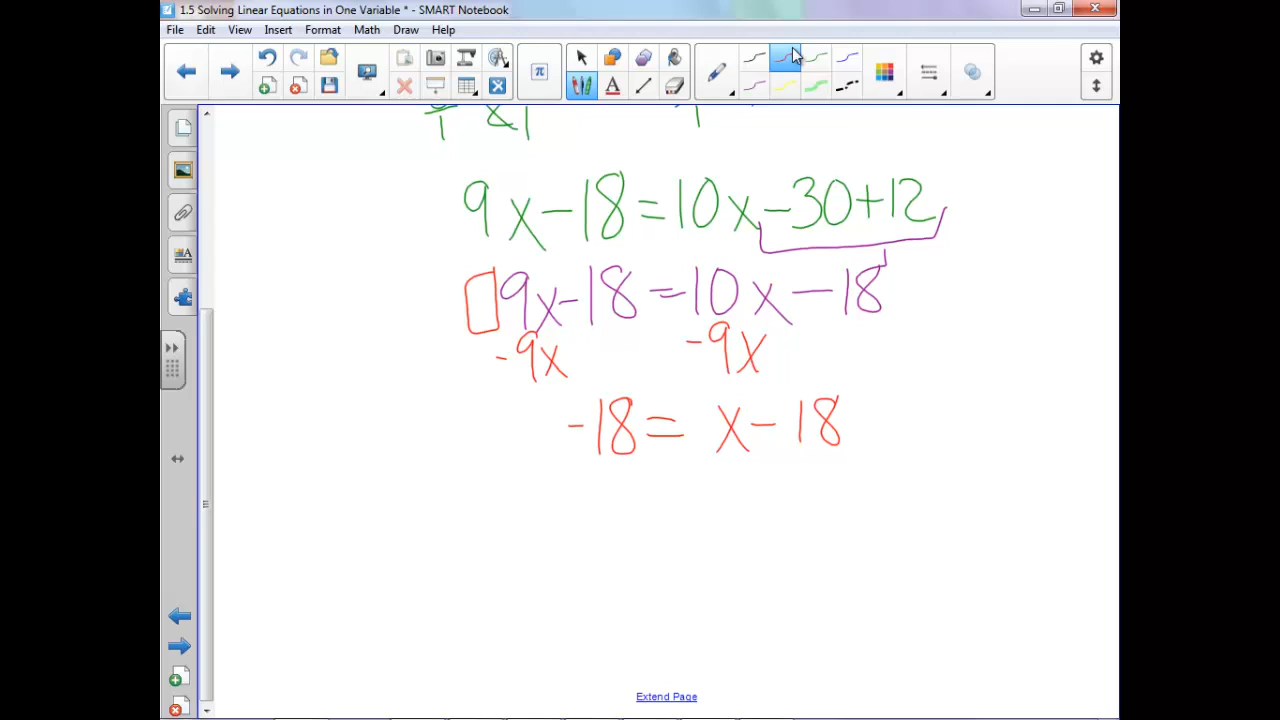 1.5 Solving Linear Equations in One Variable * - SMART Notebook
File Edit View Insert Format Math Draw Help
π
A
9x-18=10x-30+12
9x-18=10x-18
-9x -9x
-18=x-18
Extend Page